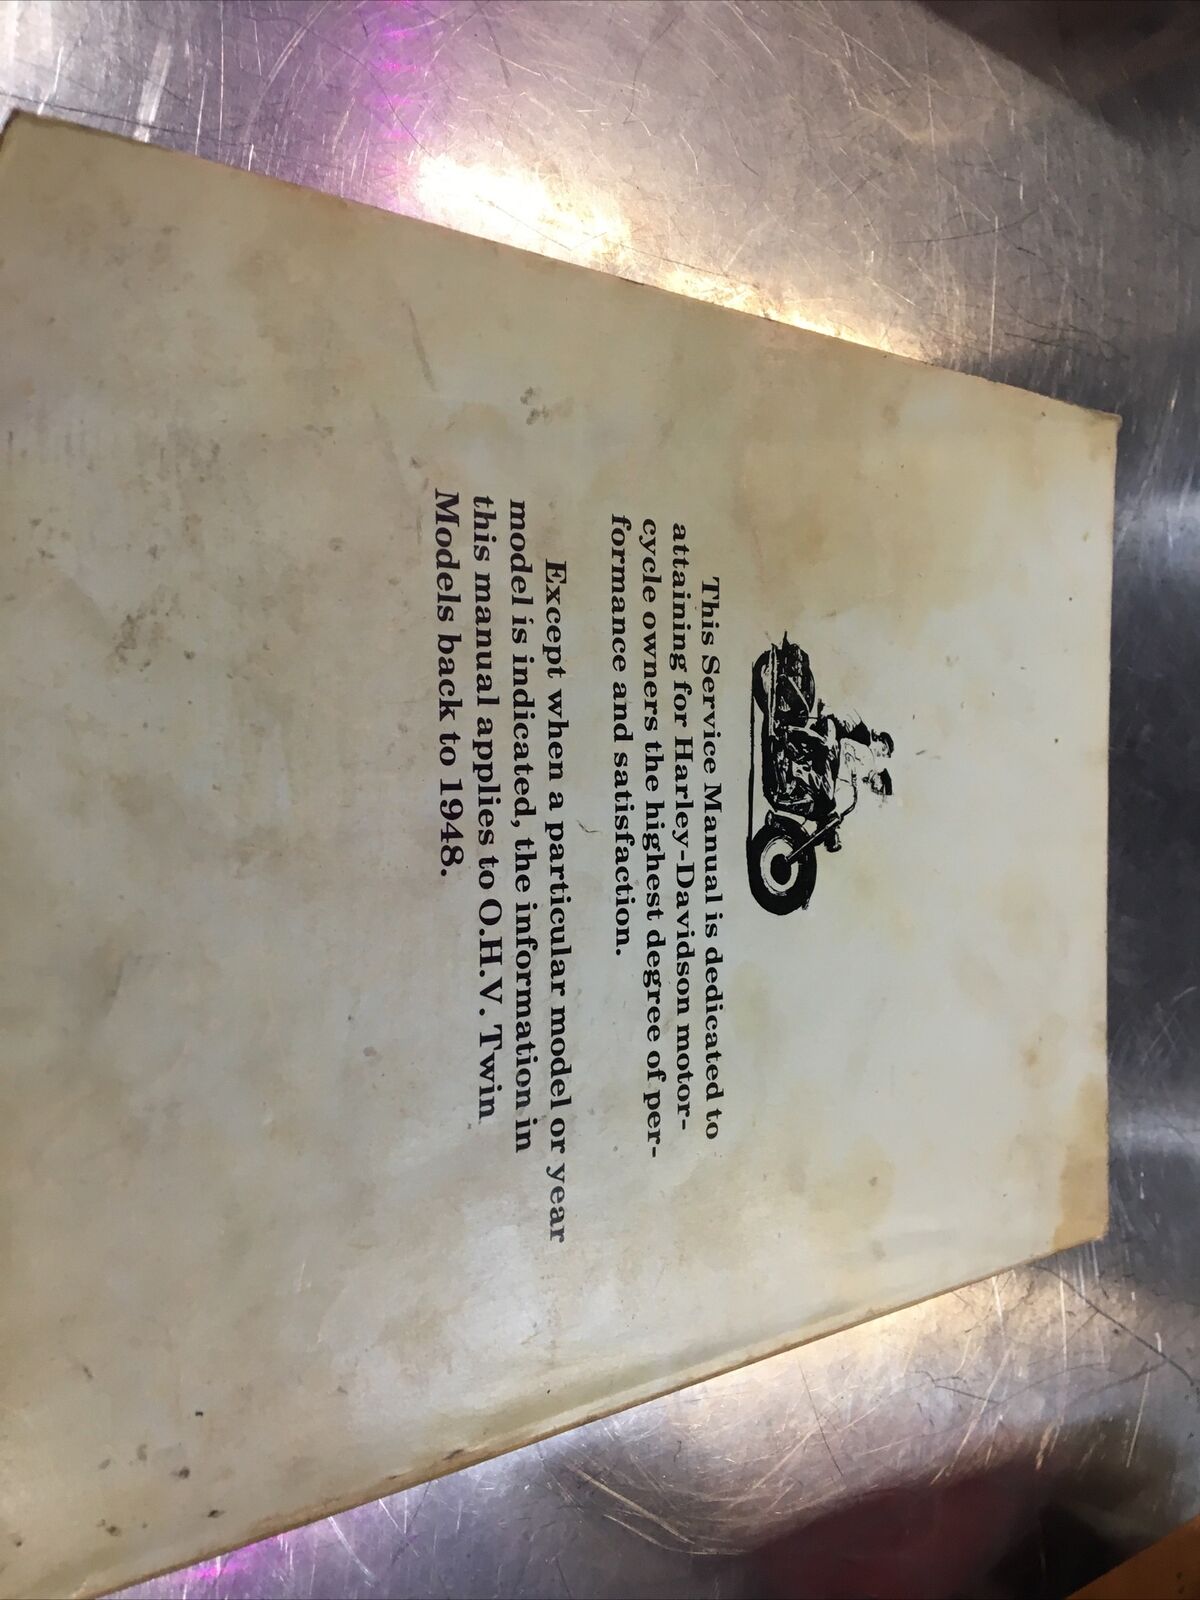 This Service Manual is dedicated to
attaining for Harley-Davidson motor-
cycle owners the highest degree of per-
formance and satisfaction.
Except when a particular model or year
model is indicated, the information in
this manual applies to O.H.V. Twin
Models back to 1948.